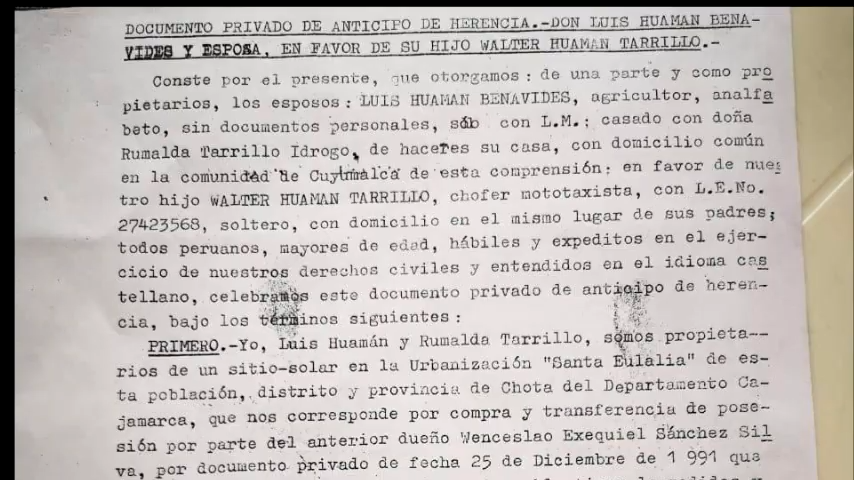 DOCUMENTO PRIVADO DE ANTICIPO DE HERENCIA.-DON LUIS HUAMAN BENA-
VIDES Y ESPOSA, EN FAVOR DE SU HIJO WALTER HUAMAN TARRILLO.-
Conste por el presente, que otorgamos: de una parte y como pro
pietarios, los esposos: LUIS HUAMAN BENAVIDES, agricultor, analfa
beto, sin documentos personales, sób con L.M.; casado con doña
Rumalda Tarrillo Idrogo, de haceres su casa, con domicilio común
en la comunidad de Cuyumalca de esta comprensión: en favor de nues
tro hijo WALTER HUAMAN TARRILLO, chofer mototaxista, con L.E.No.
27423568, soltero, con domicilio en el mismo lugar de sus padres;
todos peruanos, mayores de edad, hábiles y expeditos en el ejer-
cicio de nuestros derechos civiles y entendidos en el idioma cas
tellano, celebramos este documento privado de anticipo de heren-
cia, bajo los términos siguientes:
PRIMERO.-Yo, Luis Huamán y Rumalda Tarrillo, somos propieta--
rios de un sitio-solar en la Urbanización "Santa Eulalia" de es-
ta población, distrito y provincia de Chota del Departamento Ca-
jamarca, que nos corresponde por compra y transferencia de pose-
sión por parte del anterior dueño Wenceslao Exequiel Sánchez Sil
va, por documento privado de fecha 25 de Diciembre de 1 991 que